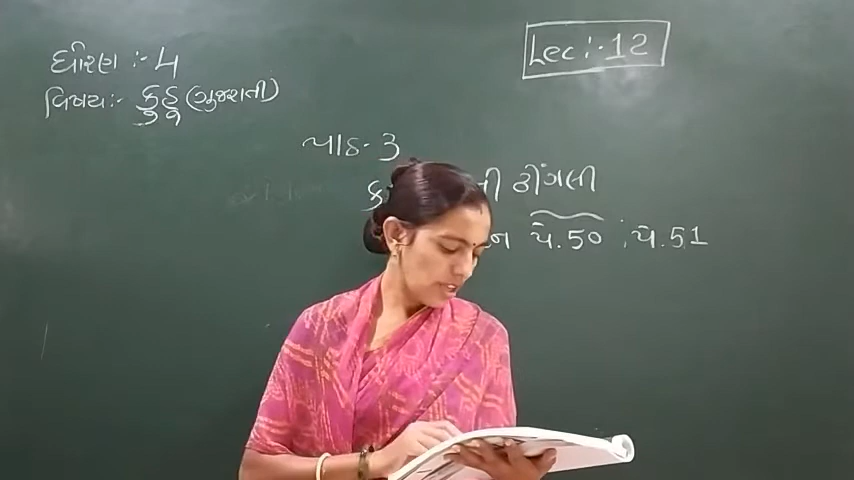 Lec :- 12
ધોરણ :- 4
વિષય :- કુહૂ (ગુજરાતી)
પાઠ - 3
ઢીંગલી
પે. 50 ; પે. 51